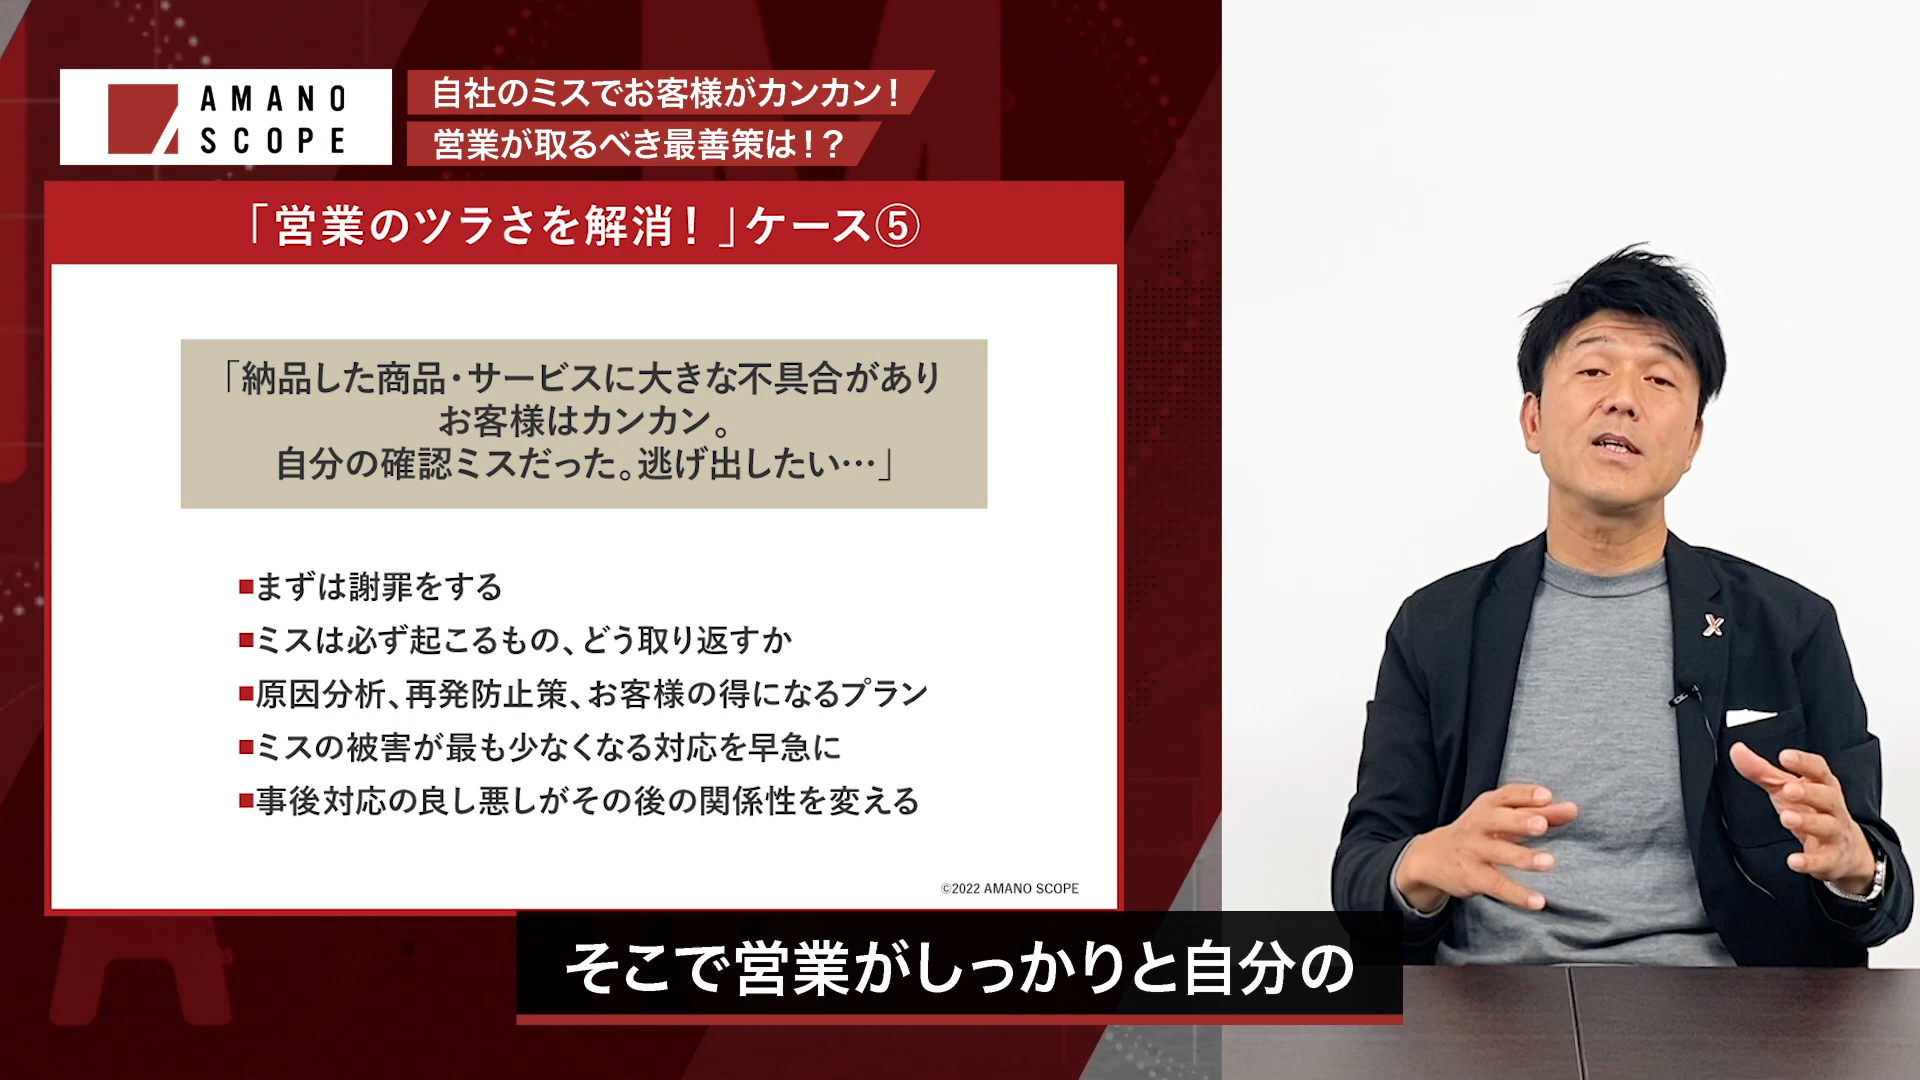 AMANO
SCOPE
自社のミスでお客様がカンカン！
営業が取るべき最善策は！？
「営業のツラさを解消！」ケース⑤
「納品した商品・サービスに大きな不具合があり
お客様はカンカン。
自分の確認ミスだった。逃げ出したい…」
■まずは謝罪をする
■ミスは必ず起こるもの、どう取り返すか
■原因分析、再発防止策、お客様の得になるプラン
■ミスの被害が最も少なくなる対応を早急に
■事後対応の良し悪しがその後の関係性を変える
©2022 AMANO SCOPE
そこで営業がしっかりと自分の